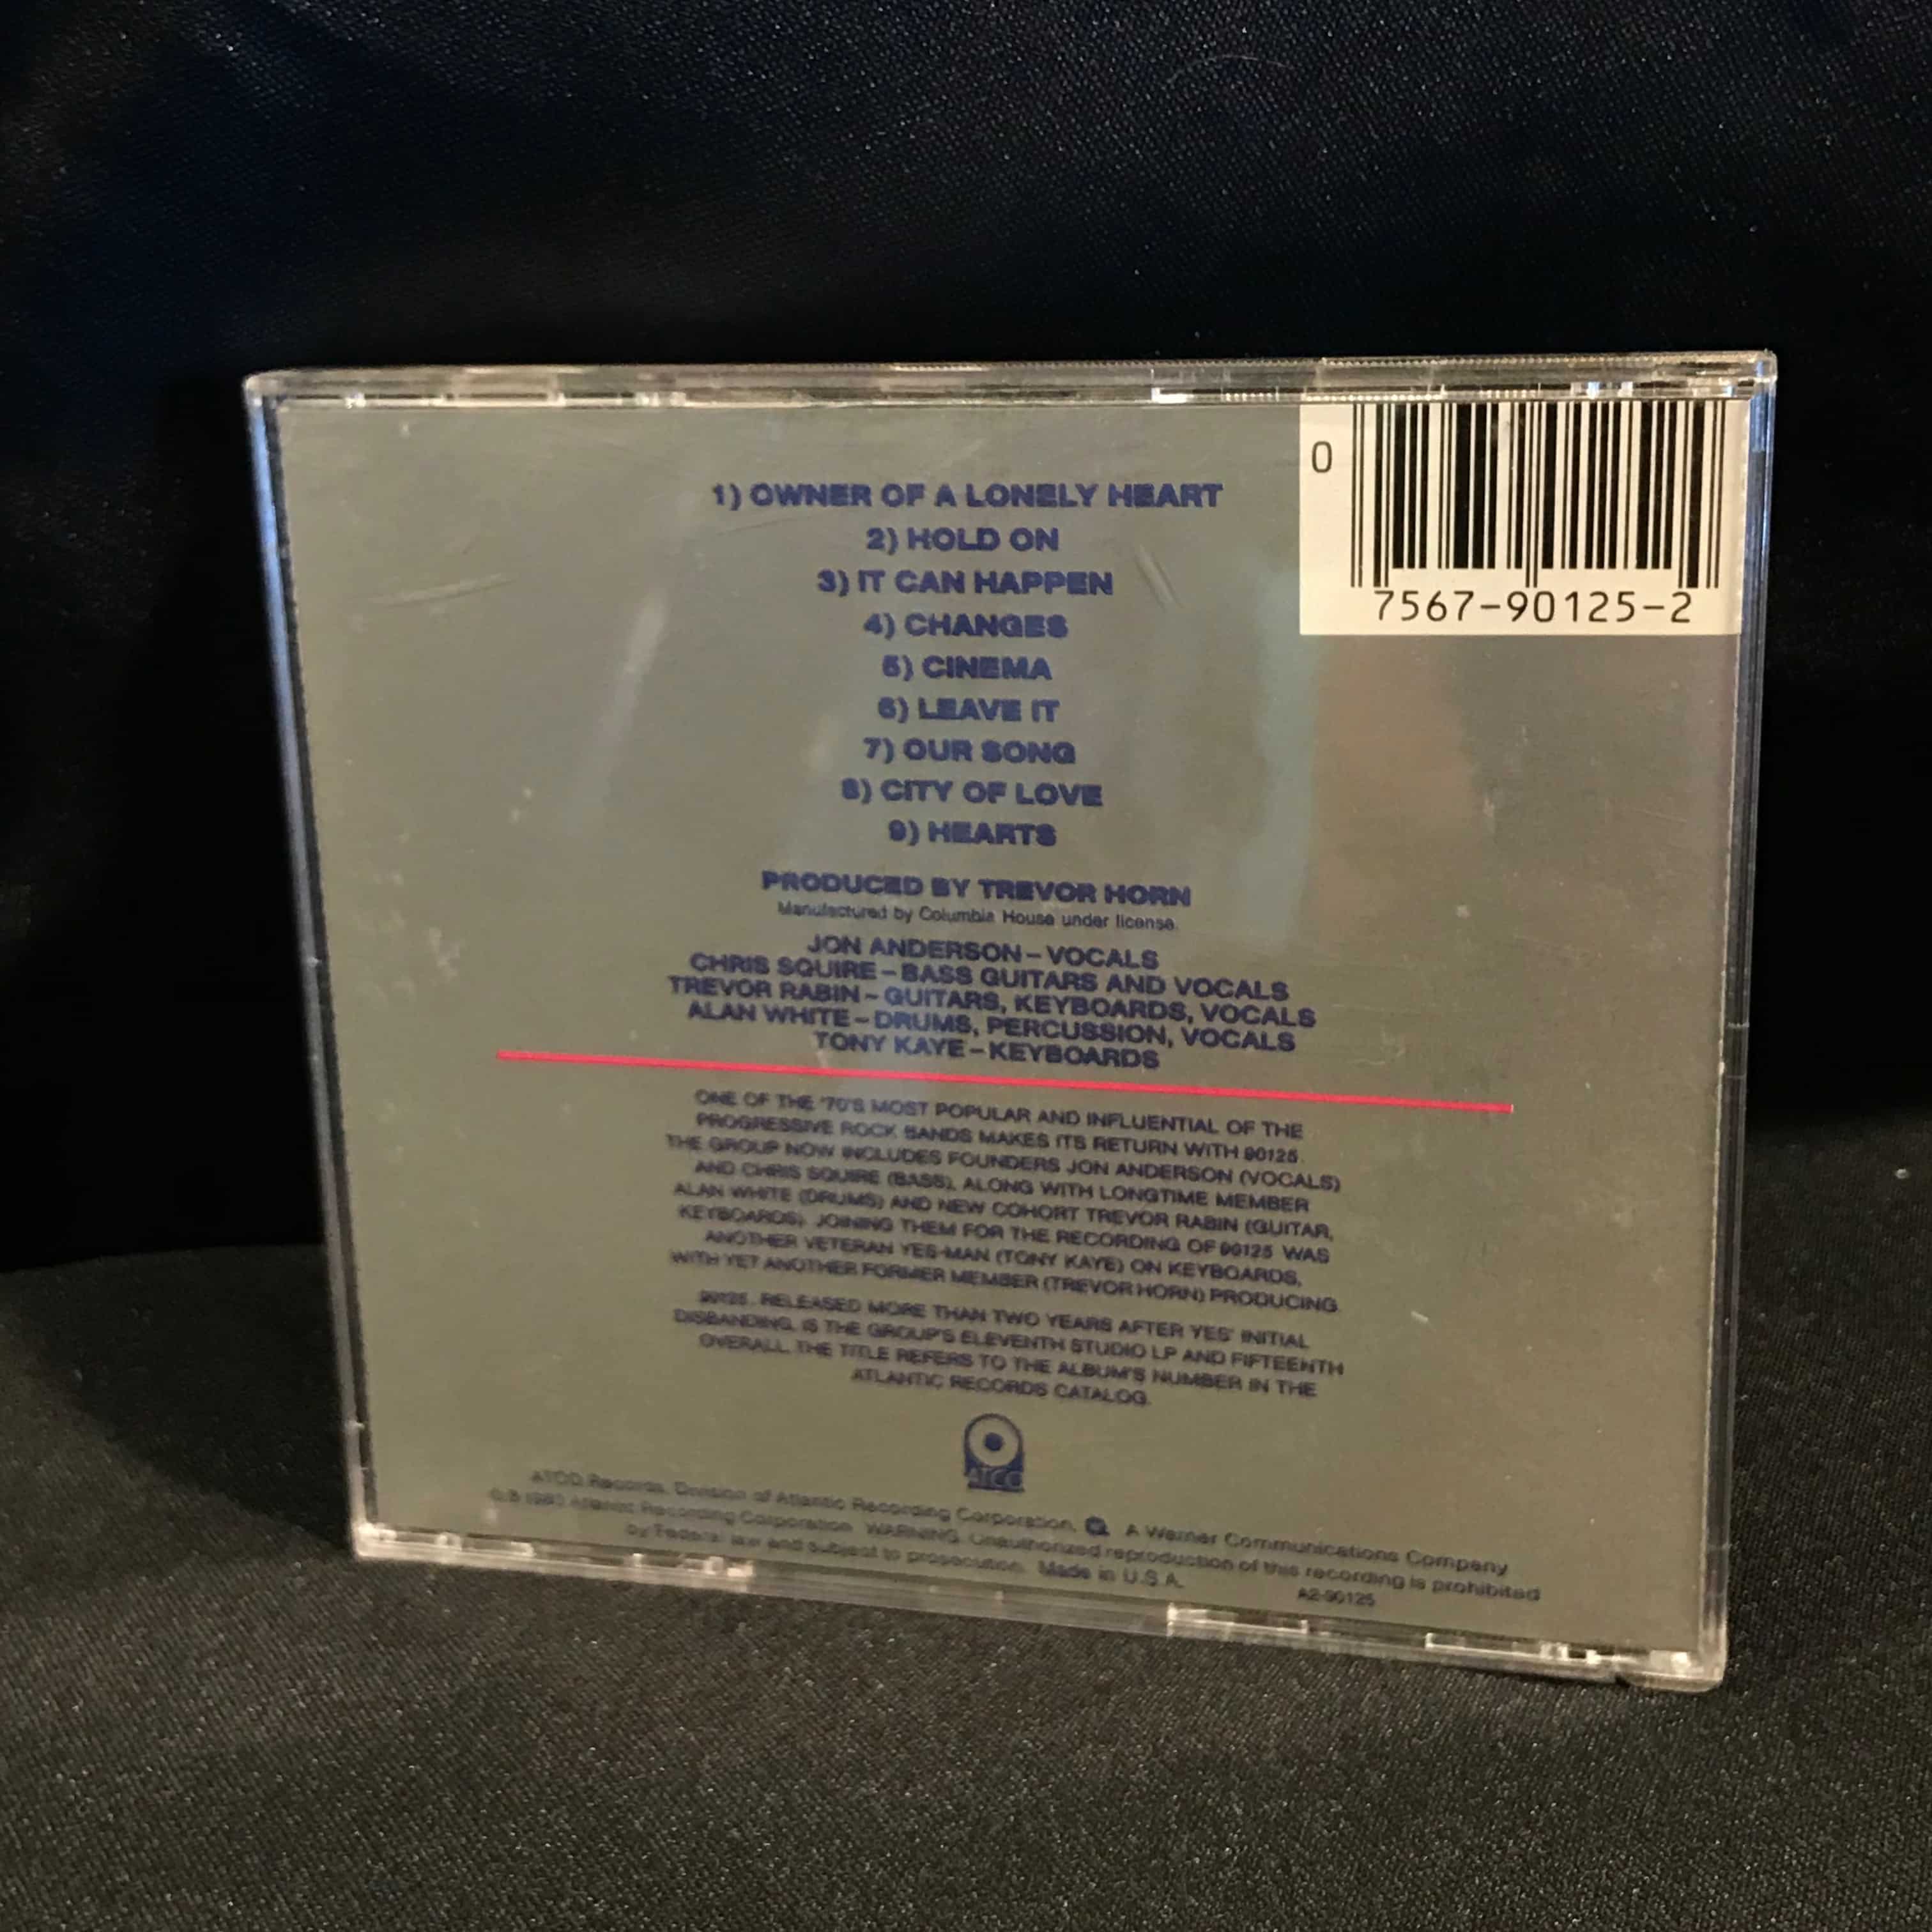 0
7567-90125-2
1) OWNER OF A LONELY HEART
2) HOLD ON
3) IT CAN HAPPEN
4) CHANGES
5) CINEMA
6) LEAVE IT
7) OUR SONG
8) CITY OF LOVE
9) HEARTS
PRODUCED BY TREVOR HORN
Manufactured by Columbia House under license.
JON ANDERSON – VOCALS
CHRIS SQUIRE – BASS GUITARS AND VOCALS
TREVOR RABIN – GUITARS, KEYBOARDS, VOCALS
ALAN WHITE – DRUMS, PERCUSSION, VOCALS
TONY KAYE – KEYBOARDS
ONE OF THE '70'S MOST POPULAR AND INFLUENTIAL OF THE
PROGRESSIVE ROCK BANDS MAKES ITS RETURN WITH 90125.
THE GROUP NOW INCLUDES FOUNDERS JON ANDERSON (VOCALS)
AND CHRIS SQUIRE (BASS), ALONG WITH LONGTIME MEMBER
ALAN WHITE (DRUMS) AND NEW COHORT TREVOR RABIN (GUITAR,
KEYBOARDS). JOINING THEM FOR THE RECORDING OF 90125 WAS
ANOTHER VETERAN YES-MAN (TONY KAYE) ON KEYBOARDS,
WITH YET ANOTHER FORMER MEMBER (TREVOR HORN) PRODUCING.
90125, RELEASED MORE THAN TWO YEARS AFTER YES' INITIAL
DISBANDING, IS THE GROUP'S ELEVENTH STUDIO LP AND FIFTEENTH
OVERALL. THE TITLE REFERS TO THE ALBUM'S NUMBER IN THE
ATLANTIC RECORDS CATALOG.
ATCO
ATCO Records, Division of Atlantic Recording Corporation, A Warner Communications Company
Atlantic Recording Corporation. WARNING: Unauthorized reproduction of this recording is prohibited
by Federal law and subject to prosecution. Made in U.S.A.
A2-90125